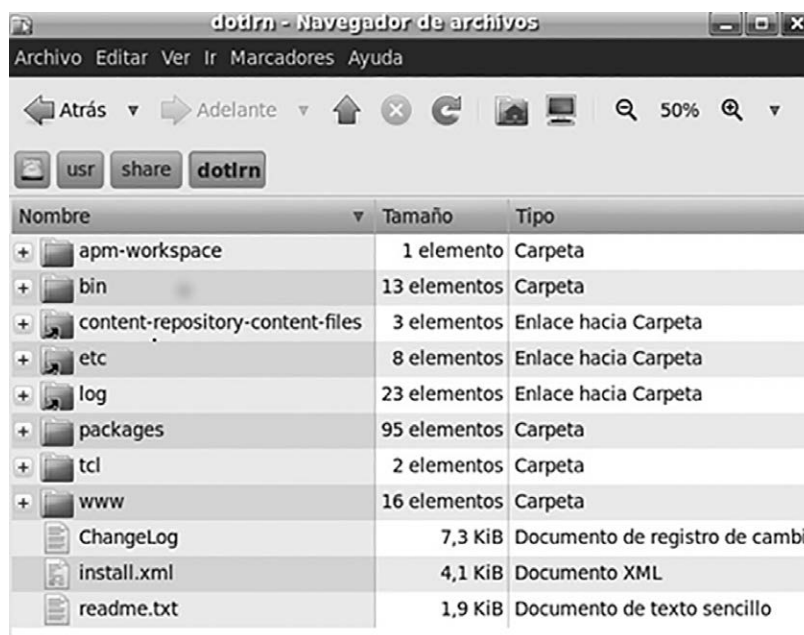 dotlrn - Navegador de archivos
Archivo Editar Ver Ir Marcadores Ayuda
Atrás Adelante 50%
usr share dotlrn
Nombre Tamaño Tipo
apm-workspace 1 elemento Carpeta
bin 13 elementos Carpeta
content-repository-content-files 3 elementos Enlace hacia Carpeta
etc 8 elementos Enlace hacia Carpeta
log 23 elementos Enlace hacia Carpeta
packages 95 elementos Carpeta
tcl 2 elementos Carpeta
www 16 elementos Carpeta
ChangeLog 7,3 KiB Documento de registro de cambi
install.xml 4,1 KiB Documento XML
readme.txt 1,9 KiB Documento de texto sencillo